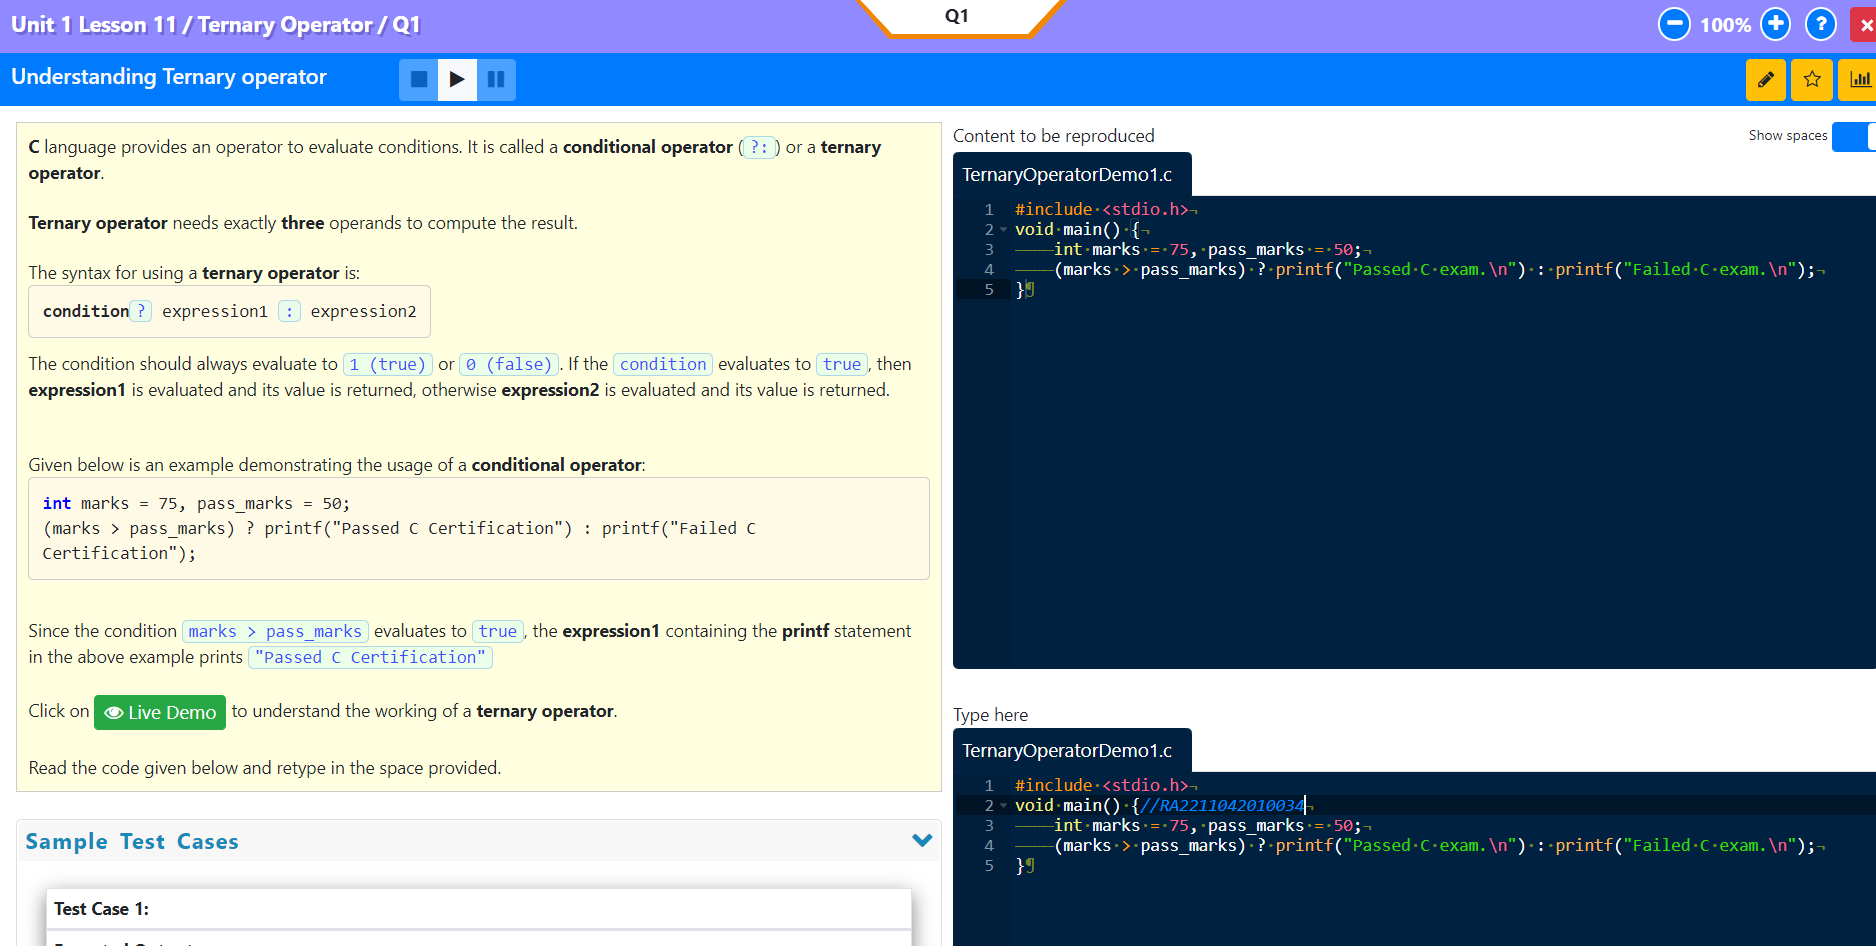 Unit 1 Lesson 11 / Ternary Operator / Q1
Q1
100%
?
Understanding Ternary operator
C language provides an operator to evaluate conditions. It is called a conditional operator ( ?: ) or a ternary
operator.
Ternary operator needs exactly three operands to compute the result.
The syntax for using a ternary operator is:
condition ? expression1 : expression2
The condition should always evaluate to 1 (true) or 0 (false) . If the condition evaluates to true , then
expression1 is evaluated and its value is returned, otherwise expression2 is evaluated and its value is returned.
Given below is an example demonstrating the usage of a conditional operator:
int marks = 75, pass_marks = 50;
(marks > pass_marks) ? printf("Passed C Certification") : printf("Failed C
Certification");
Since the condition marks > pass_marks evaluates to true , the expression1 containing the printf statement
in the above example prints "Passed C Certification"
Click on Live Demo to understand the working of a ternary operator.
Read the code given below and retype in the space provided.
Sample Test Cases
Test Case 1:
Content to be reproduced
Show spaces
TernaryOperatorDemo1.c
1 #include·<stdio.h>¬
2 void·main()·{¬
3 ————int·marks·=·75,·pass_marks·=·50;¬
4 ————(marks·>·pass_marks)·?·printf("Passed·C·exam.\n")·:·printf("Failed·C·exam.\n");¬
5 }¶
Type here
TernaryOperatorDemo1.c
1 #include·<stdio.h>¬
2 void·main()·{//RA2211042010034¬
3 ————int·marks·=·75,·pass_marks·=·50;¬
4 ————(marks·>·pass_marks)·?·printf("Passed·C·exam.\n")·:·printf("Failed·C·exam.\n");¬
5 }¶